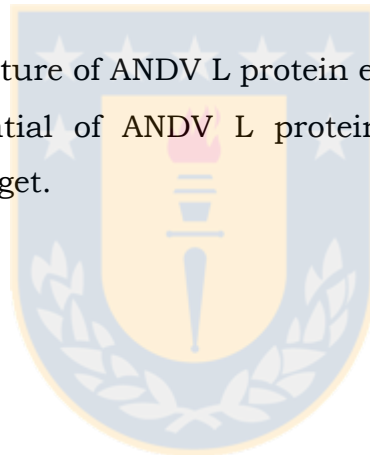 ture of ANDV L protein e
tial of ANDV L protein
get.